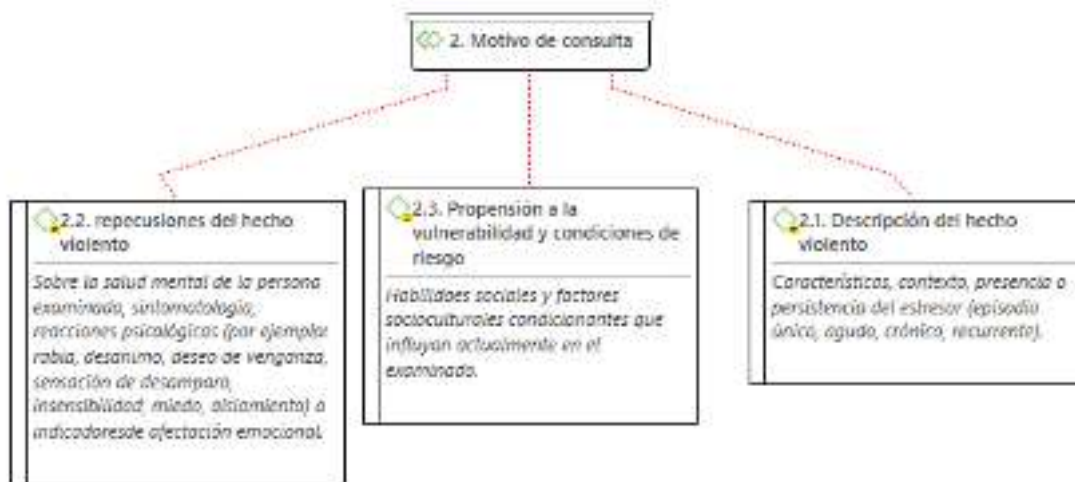 2. Motivo de consulta
2.2. repecusiones del hecho
violento
Sobre la salud mental de la persona
examinada, sintomatología,
reacciones psicológicas (por ejemplo:
rabia, desánimo, deseo de venganza,
sensación de desamparo,
insensibilidad, miedo, aislamiento) o
indicadoresde afectación emocional.
2.3. Propensión a la
vulnerabilidad y condiciones de
riesgo
Habilidaes sociales y factores
socioculturales condicionantes que
influyan actualmente en el
examinado.
2.1. Descripción del hecho
violento
Características, contexto, presencia o
persistencia del estresor (episodio
único, agudo, crónico, recurrente).